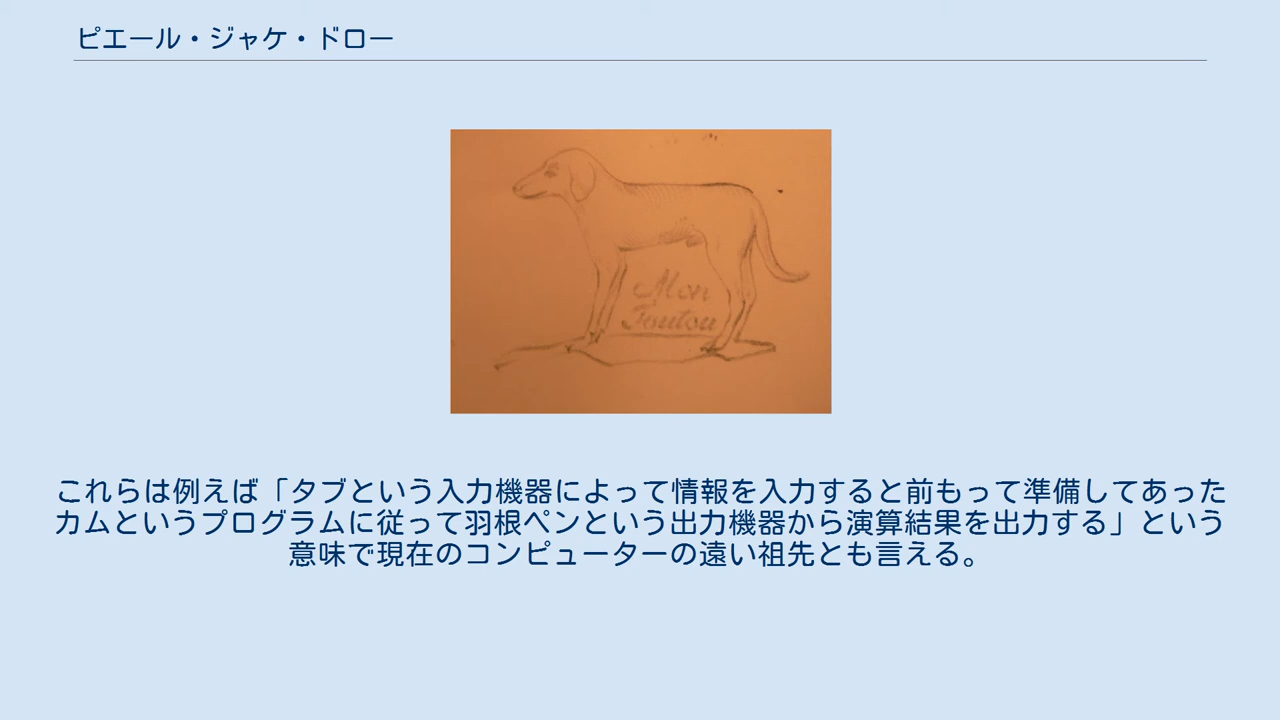 ピエール・ジャケ・ドロー
Mon
Toutou
これらは例えば「タブという入力機器によって情報を入力すると前もって準備してあった
カムというプログラムに従って羽根ペンという出力機器から演算結果を出力する」という
意味で現在のコンピューターの遠い祖先とも言える。